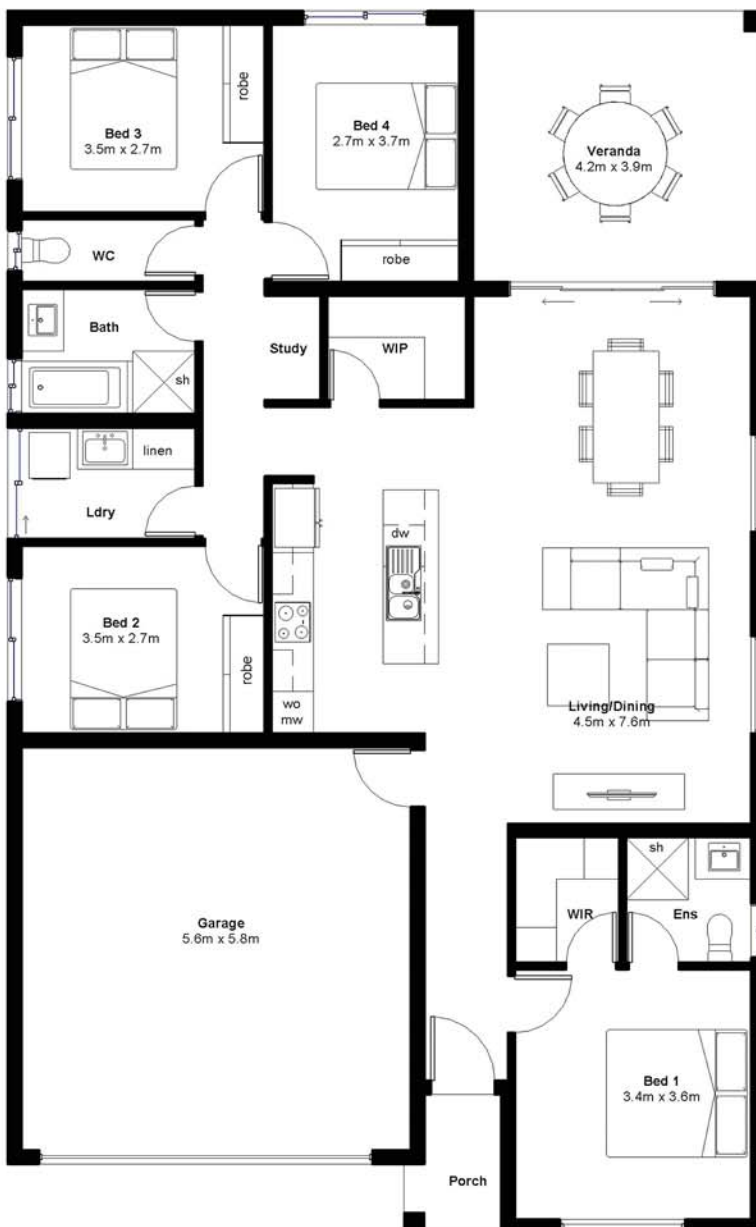 robe
Bed 3
3.5m x 2.7m
Bed 4
2.7m x 3.7m
Veranda
4.2m x 3.9m
WC
robe
Bath
Study
WIP
sh
linen
Ldry
dw
Bed 2
3.5m x 2.7m
robe
wo
mw
Living/Dining
4.5m x 7.6m
sh
WIR
Ens
Garage
5.6m x 5.8m
Bed 1
3.4m x 3.6m
Porch